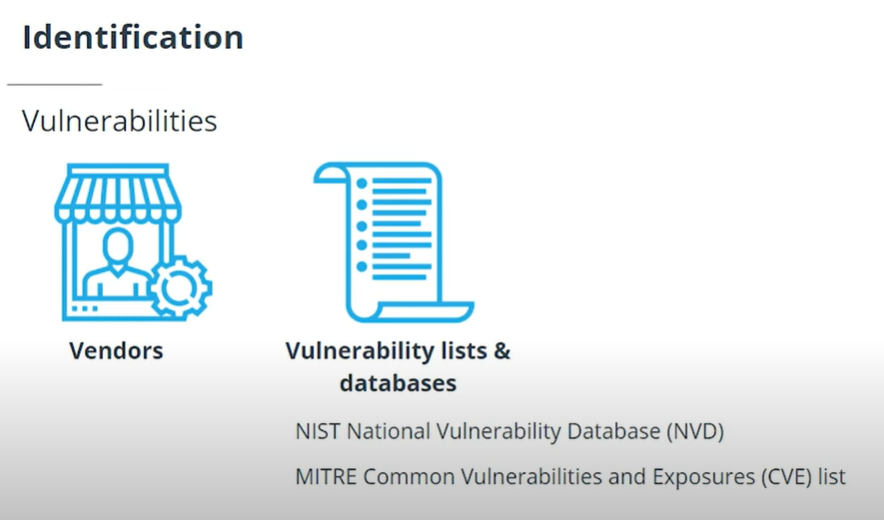 Identification
Vulnerabilities
Vendors
Vulnerability lists &
databases
NIST National Vulnerability Database (NVD)
MITRE Common Vulnerabilities and Exposures (CVE) list